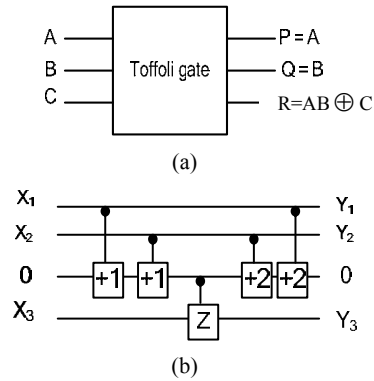 A
P=A
B
Toffoli gate
Q=B
C
R=AB ⊕ C
(a)
X1
Y1
X2
Y2
0
+1
+1
+2
+2
0
X3
Z
Y3
(b)